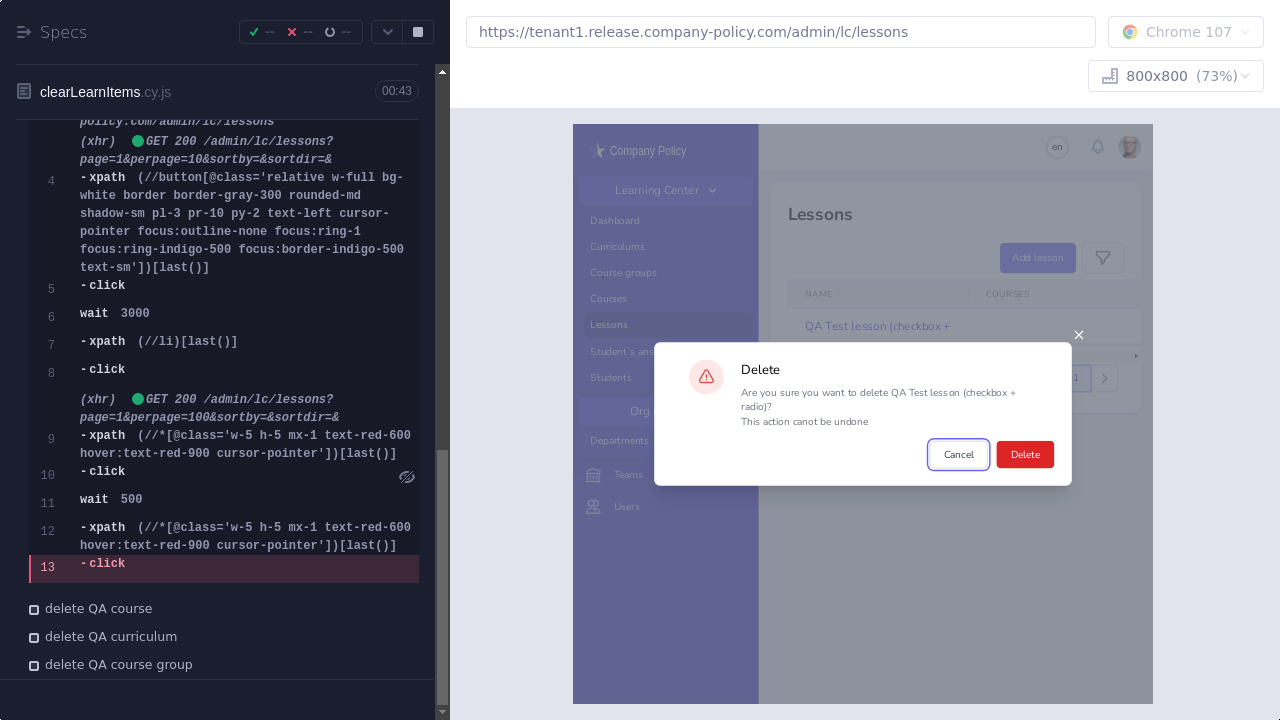 Specs
-- -- --
clearLearnItems.cy.js
00:43
policy.com/admin/lc/lessons
(xhr) GET 200 /admin/lc/lessons?
page=1&perpage=10&sortby=&sortdir=&
4 -xpath (//button[@class='relative w-full bg-
white border border-gray-300 rounded-md
shadow-sm pl-3 pr-10 py-2 text-left cursor-
pointer focus:outline-none focus:ring-1
focus:ring-indigo-500 focus:border-indigo-500
text-sm'])[last()]
5 -click
6 wait 3000
7 -xpath (//li)[last()]
8 -click
(xhr) GET 200 /admin/lc/lessons?
page=1&perpage=100&sortby=&sortdir=&
9 -xpath (//*[@class='w-5 h-5 mx-1 text-red-600
hover:text-red-900 cursor-pointer'])[last()]
10 -click
11 wait 500
12 -xpath (//*[@class='w-5 h-5 mx-1 text-red-600
hover:text-red-900 cursor-pointer'])[last()]
13 -click
delete QA course
delete QA curriculum
delete QA course group
https://tenant1.release.company-policy.com/admin/lc/lessons
Chrome 107
800x800 (73%)
Company Policy
Learning Center
Dashboard
Curriculums
Course groups
Courses
Lessons
Student's ans
Students
Org
Departments
Teams
Users
en
Lessons
Add lesson
NAME COURSES
QA Test lesson (checkbox +
1
Delete
Are you sure you want to delete QA Test lesson (checkbox +
radio)?
This action canot be undone
Cancel
Delete